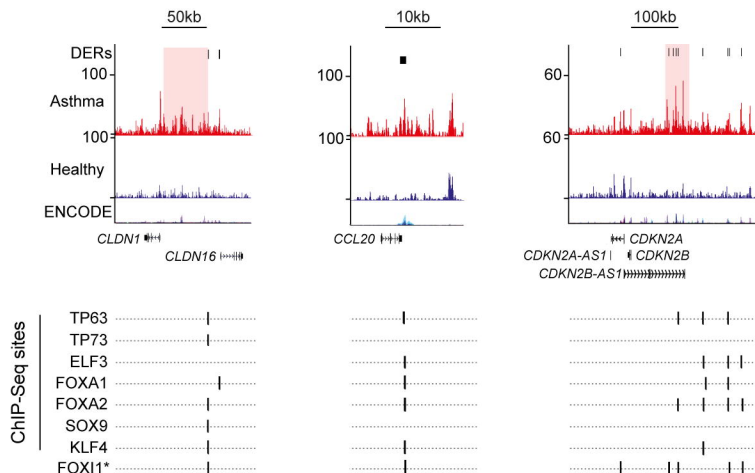 50kb 10kb 100kb
DERs
100 100 60
Asthma
100 100 60
Healthy
ENCODE
CLDN1 CCL20 CDKN2A
CLDN16 CDKN2A-AS1 CDKN2B
CDKN2B-AS1
ChIP-Seq sites
TP63
TP73
ELF3
FOXA1
FOXA2
SOX9
KLF4
FOXI1*